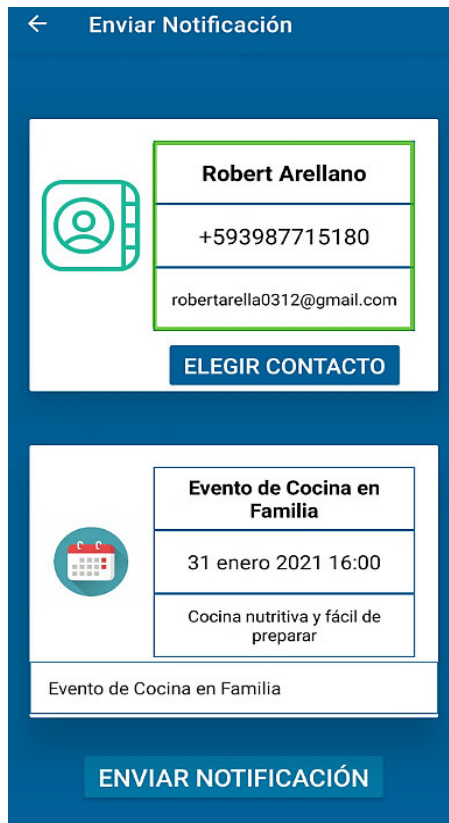 Enviar Notificación
Robert Arellano
+593987715180
robertarella0312@gmail.com
ELEGIR CONTACTO
Evento de Cocina en
Familia
31 enero 2021 16:00
Cocina nutritiva y fácil de
preparar
Evento de Cocina en Familia
ENVIAR NOTIFICACIÓN